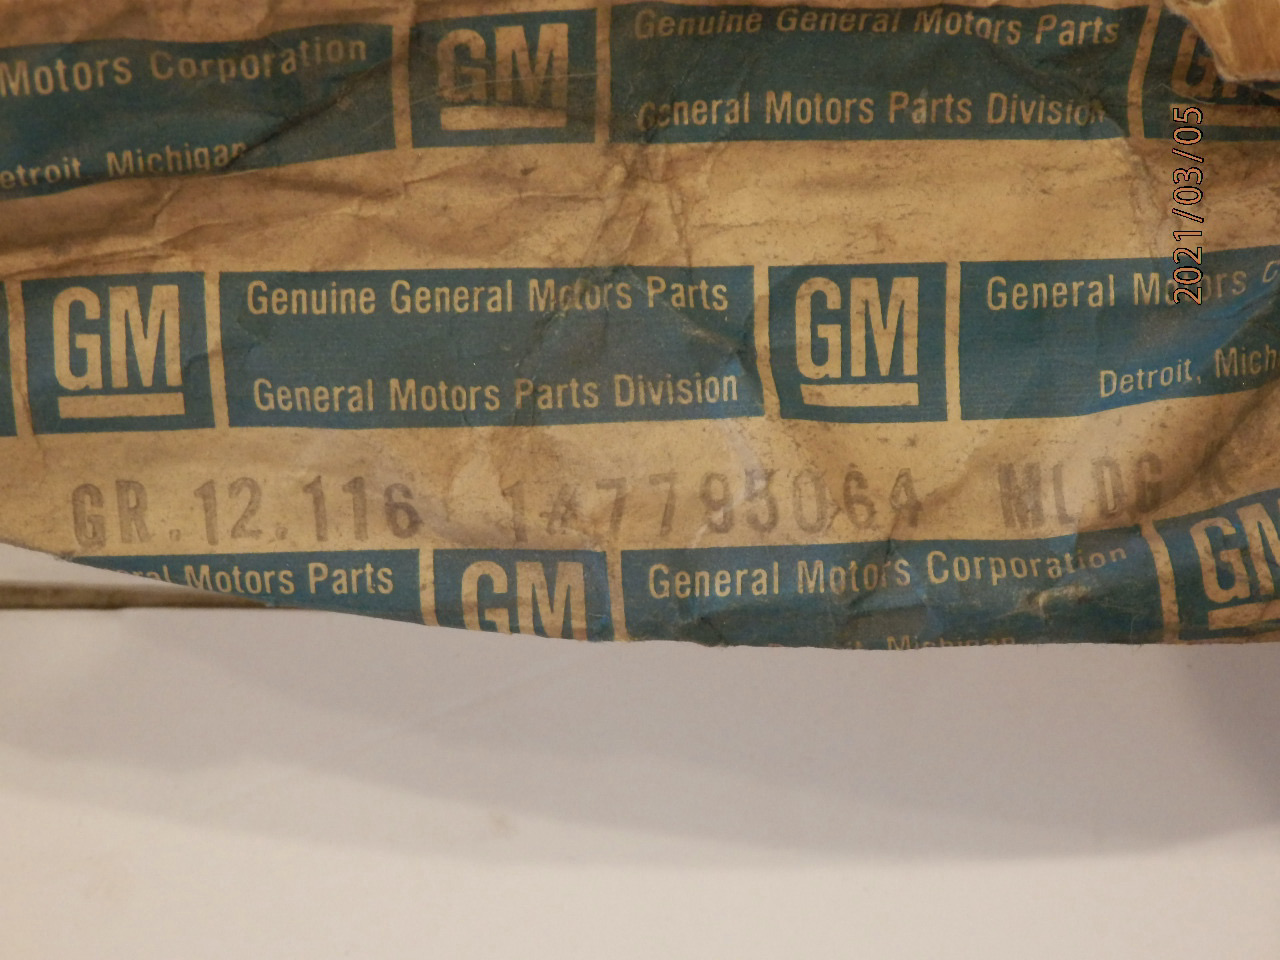 Motors Corporation
GM
Genuine General Motors Parts
General Motors Parts Division
Detroit, Michigan
2021/03/05
GM
Genuine General Motors Parts
General Motors Parts Division
GM
General Motors
Detroit, Mich
GR.12.116 1#7795064 MLDG
Motors Parts
GM
General Motors Corporation
Michigan
GM